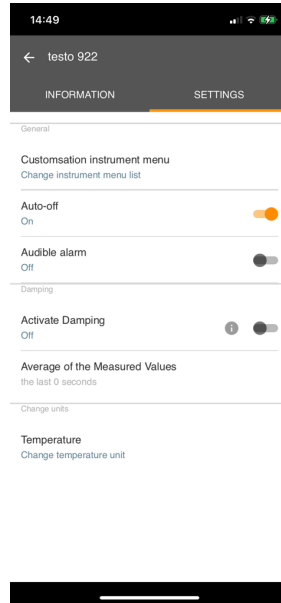 14:49
testo 922
INFORMATION SETTINGS
General
Customsation instrument menu
Change instrument menu list
Auto-off
On
Audible alarm
Off
Damping
Activate Damping
Off
Average of the Measured Values
the last 0 seconds
Change units
Temperature
Change temperature unit